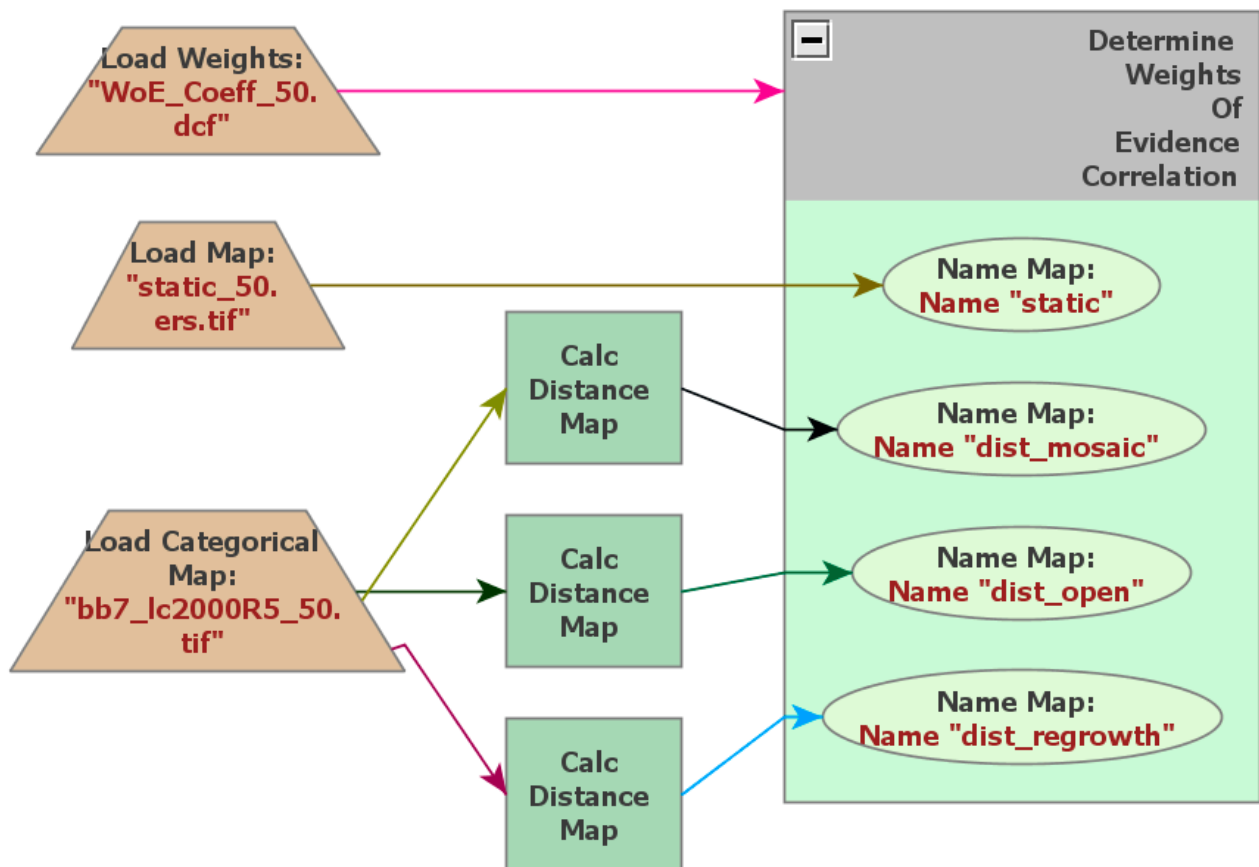 Load Weights:
"WoE_Coeff_50.
dcf"
Determine
Weights
Of
Evidence
Correlation
Load Map:
"static_50.
ers.tif"
Name Map:
Name "static"
Calc
Distance
Map
Name Map:
Name "dist_mosaic"
Load Categorical
Map:
"bb7_lc2000R5_50.
tif"
Calc
Distance
Map
Name Map:
Name "dist_open"
Calc
Distance
Map
Name Map:
Name "dist_regrowth"